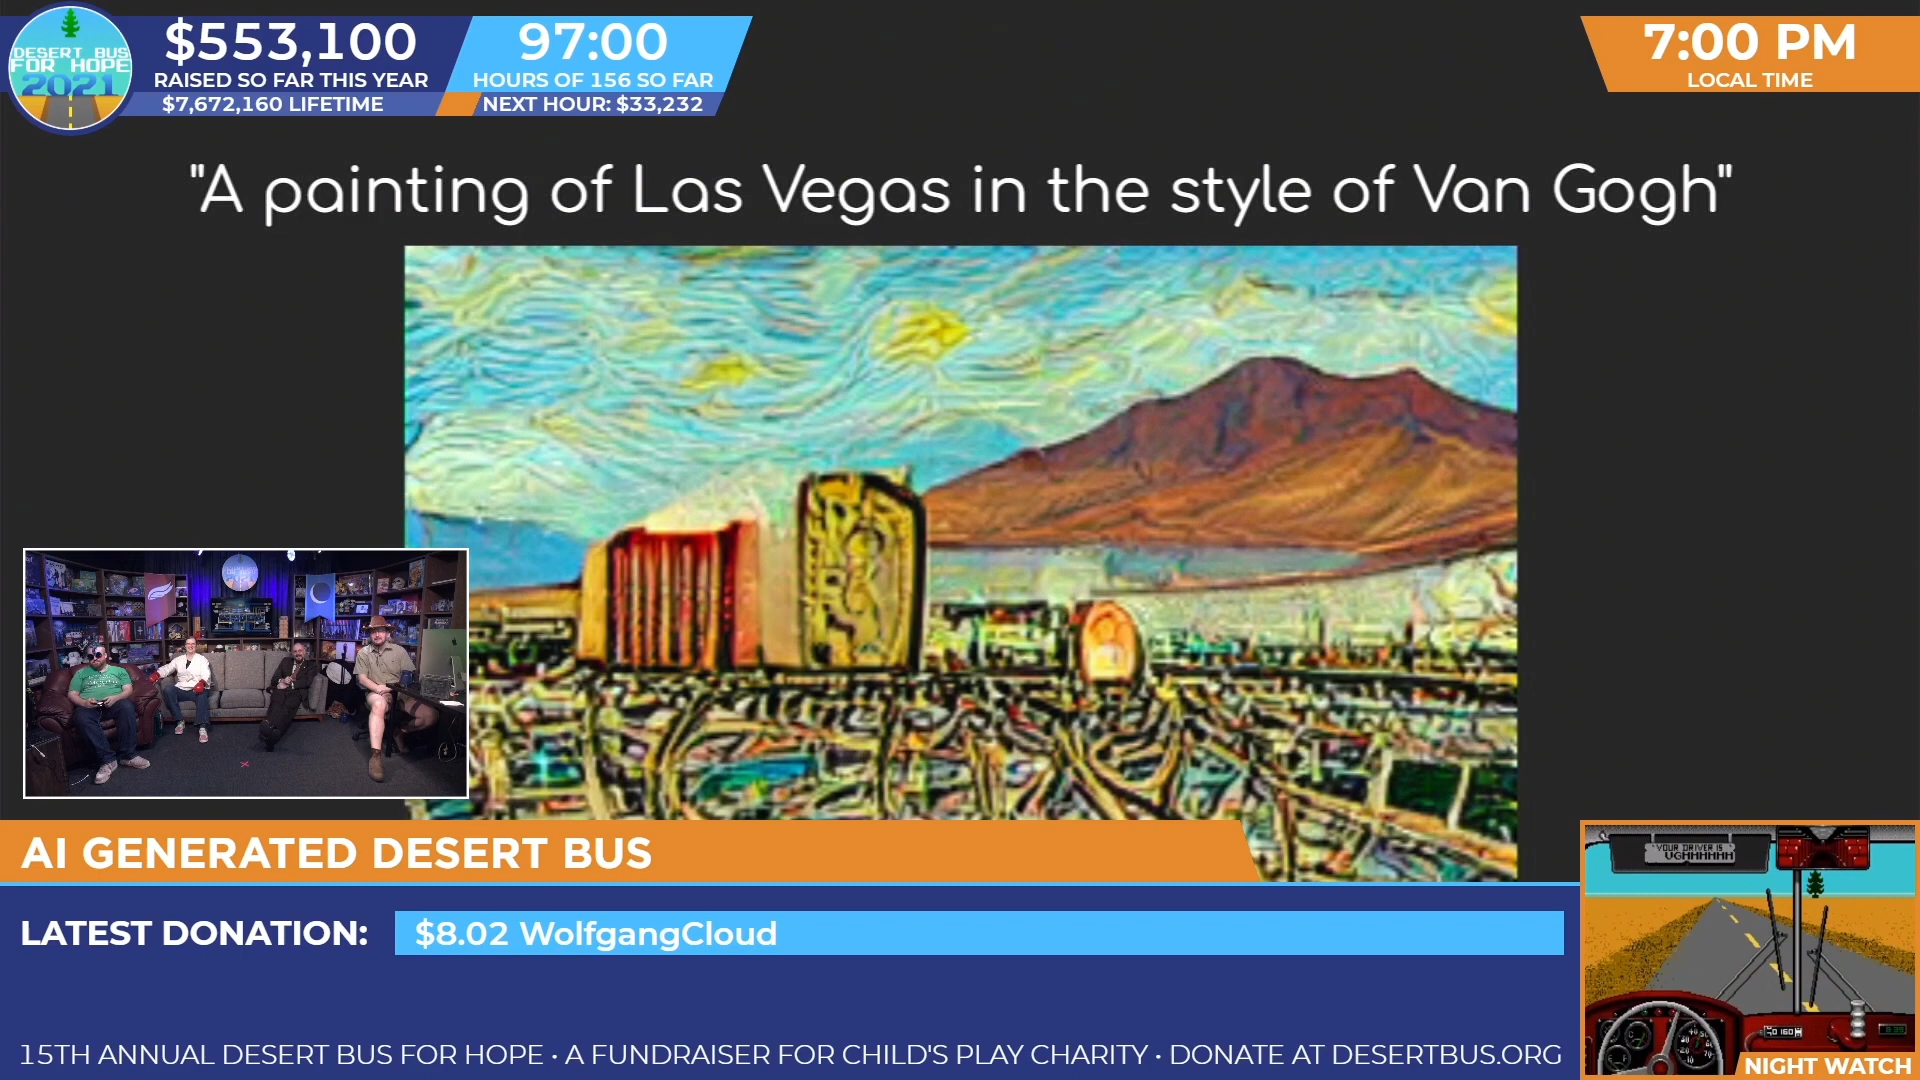 DESERT BUS
FOR HOPE
2021
$553,100
RAISED SO FAR THIS YEAR
$7,672,160 LIFETIME
97:00
HOURS OF 156 SO FAR
NEXT HOUR: $33,232
7:00 PM
LOCAL TIME
"A painting of Las Vegas in the style of Van Gogh"
AI GENERATED DESERT BUS
LATEST DONATION:
$8.02 WolfgangCloud
15TH ANNUAL DESERT BUS FOR HOPE • A FUNDRAISER FOR CHILD'S PLAY CHARITY • DONATE AT DESERTBUS.ORG
YOUR DRIVER IS
UGHHHHHH
NIGHT WATCH